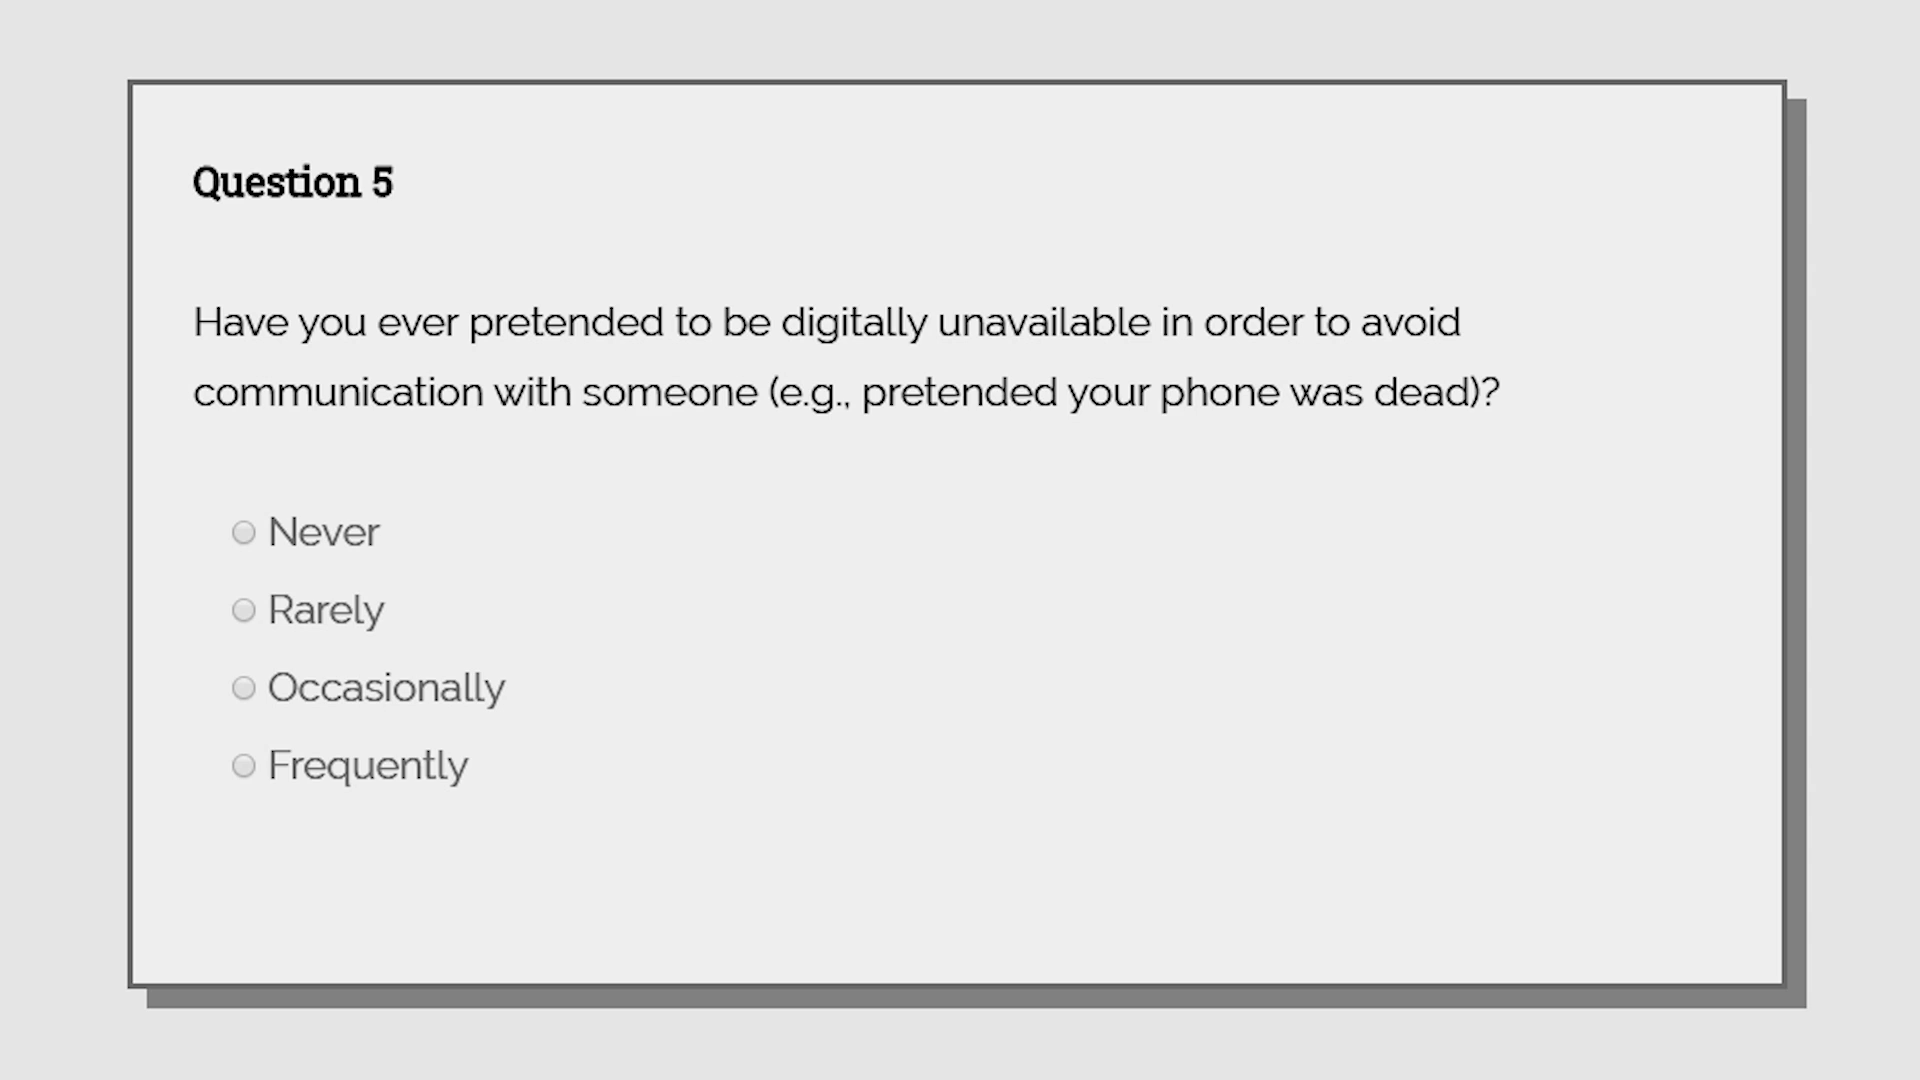 Question 5
Have you ever pretended to be digitally unavailable in order to avoid
communication with someone (e.g., pretended your phone was dead)?
Never
Rarely
Occasionally
Frequently